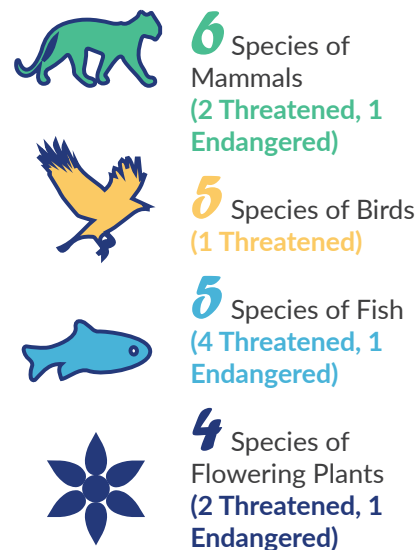 6 Species of
Mammals
(2 Threatened, 1
Endangered)
5 Species of Birds
(1 Threatened)
5 Species of Fish
(4 Threatened, 1
Endangered)
4 Species of
Flowering Plants
(2 Threatened, 1
Endangered)